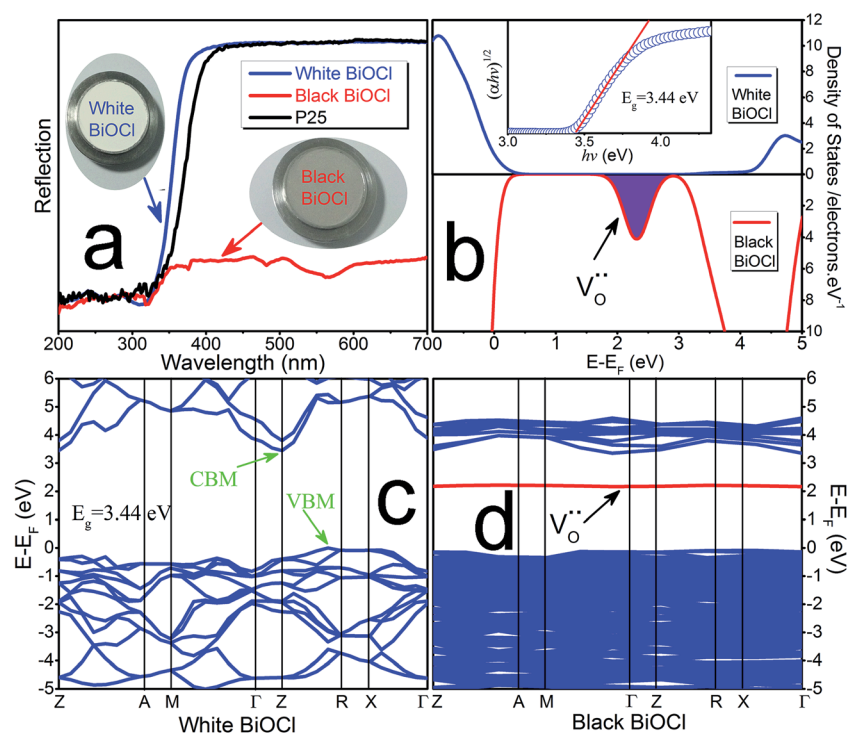 White BiOCl
Black BiOCl
P25
White
BiOCl
Black
BiOCl
a
Reflection
200 300 400 500 600 700
Wavelength (nm)
(αhν)1/2
Eg=3.44 eV
3.0 3.5 4.0
hν (eV)
White
BiOCl
Black
BiOCl
b
VO¨
12
10
8
6
4
2
0
2
4
6
8
10
Density of States /electrons.eV-1
0 1 2 3 4 5
E-EF (eV)
6
5
4
3
2
1
0
-1
-2
-3
-4
-5
E-EF (eV)
CBM
VBM
Eg=3.44 eV
c
Z A M Γ Z R X Γ
White BiOCl
d
VO¨
6
5
4
3
2
1
0
-1
-2
-3
-4
-5
E-EF (eV)
Z A M Γ Z R X Γ
Black BiOCl